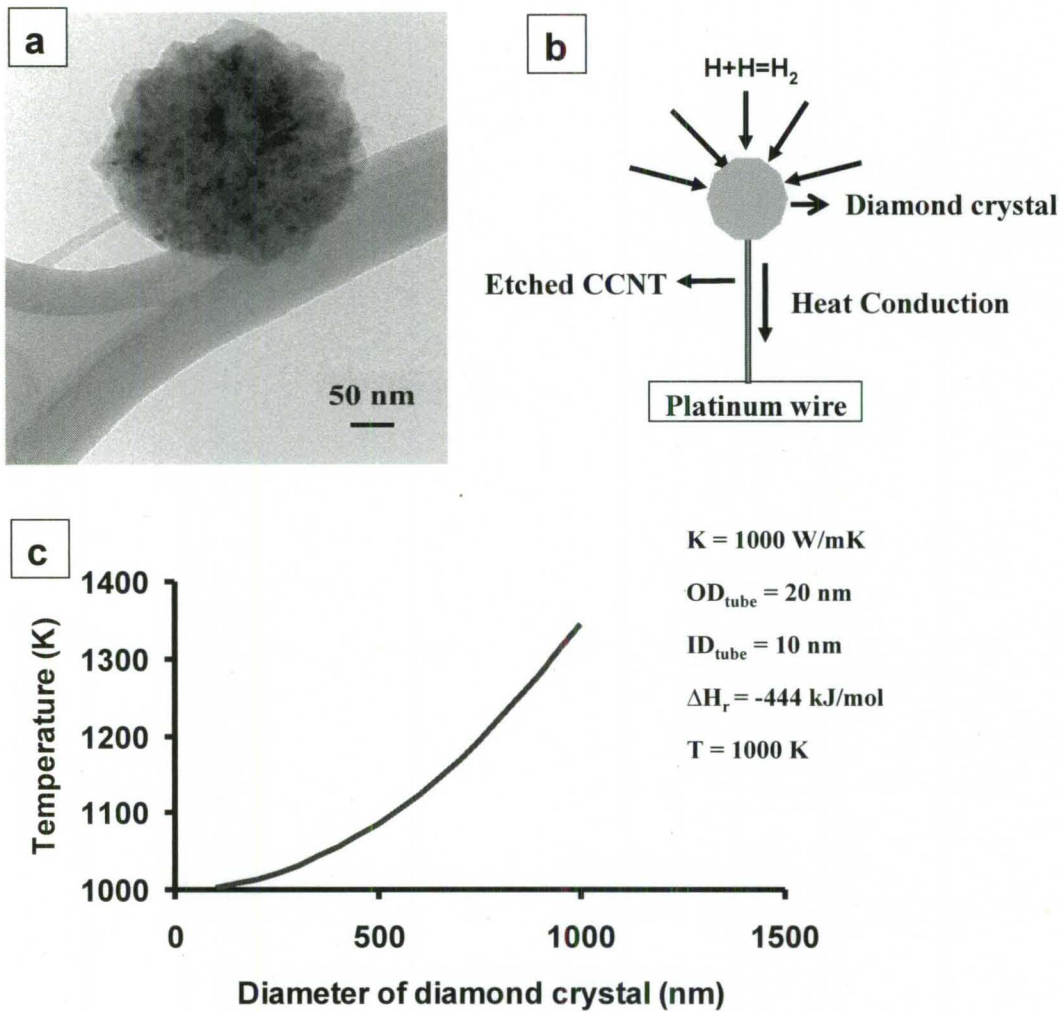 a
50 nm
b
H+H=H₂
Diamond crystal
Etched CCNT
Heat Conduction
Platinum wire
c
Temperature (K)
1400
1300
1200
1100
1000
0
500
1000
1500
Diameter of diamond crystal (nm)
K = 1000 W/mK
ODtube = 20 nm
IDtube = 10 nm
ΔHr = -444 kJ/mol
T = 1000 K